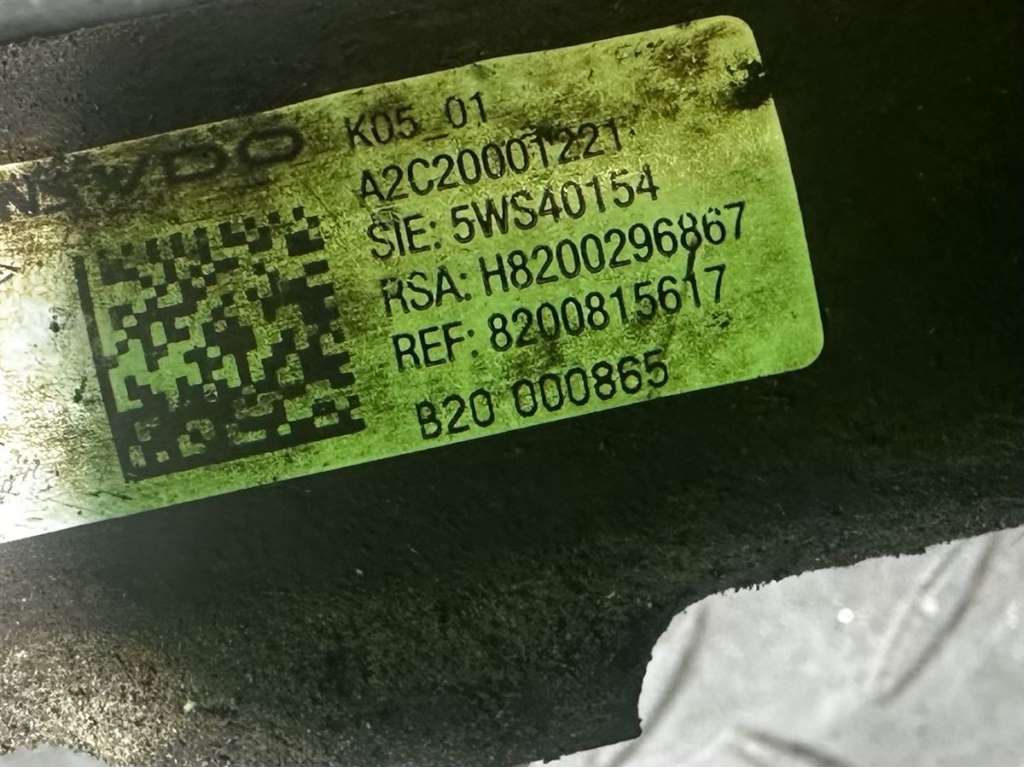 VDO
K05_01
A2C20001221
SIE: 5WS40154
RSA: H8200296867
REF: 8200815617
B20 000865